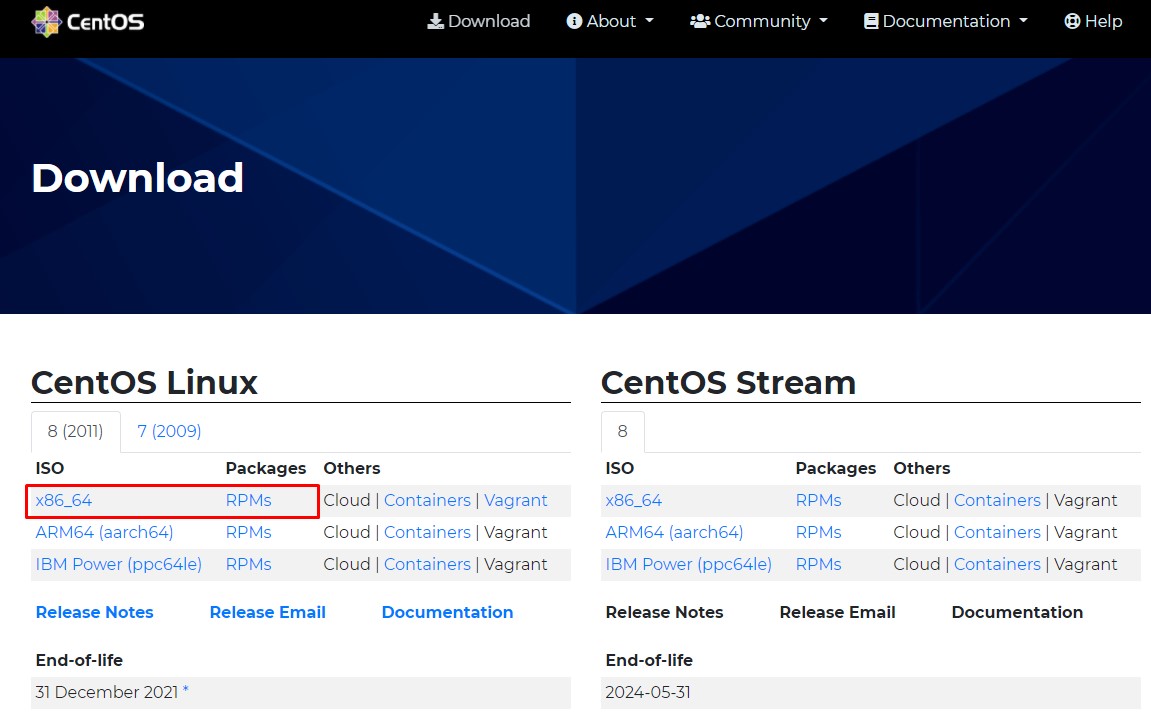 CentOS Download About Community Documentation Help
Download
CentOS Linux
8 (2011) 7 (2009)
ISO Packages Others
x86_64 RPMs Cloud | Containers | Vagrant
ARM64 (aarch64) RPMs Cloud | Containers | Vagrant
IBM Power (ppc64le) RPMs Cloud | Containers | Vagrant
Release Notes Release Email Documentation
End-of-life
31 December 2021 *
CentOS Stream
8
ISO Packages Others
x86_64 RPMs Cloud | Containers | Vagrant
ARM64 (aarch64) RPMs Cloud | Containers | Vagrant
IBM Power (ppc64le) RPMs Cloud | Containers | Vagrant
Release Notes Release Email Documentation
End-of-life
2024-05-31